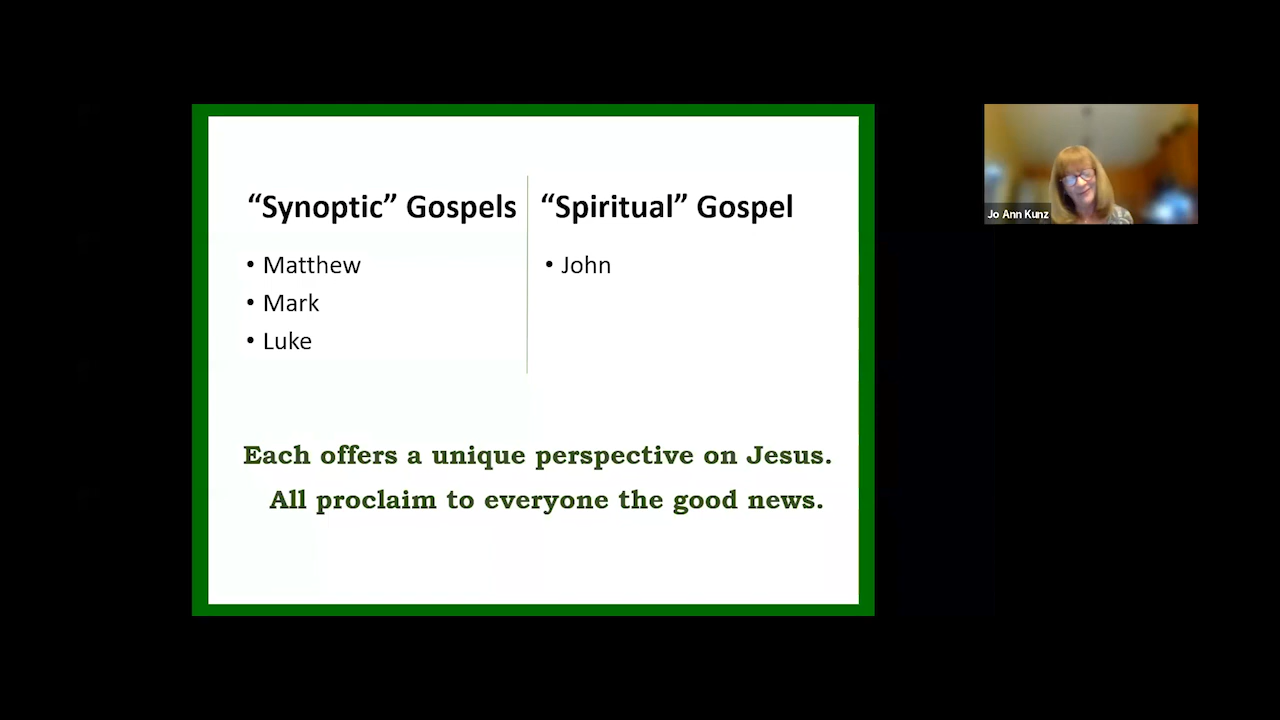 “Synoptic” Gospels
• Matthew
• Mark
• Luke
“Spiritual” Gospel
• John
Each offers a unique perspective on Jesus.
All proclaim to everyone the good news.
Jo Ann Kunz